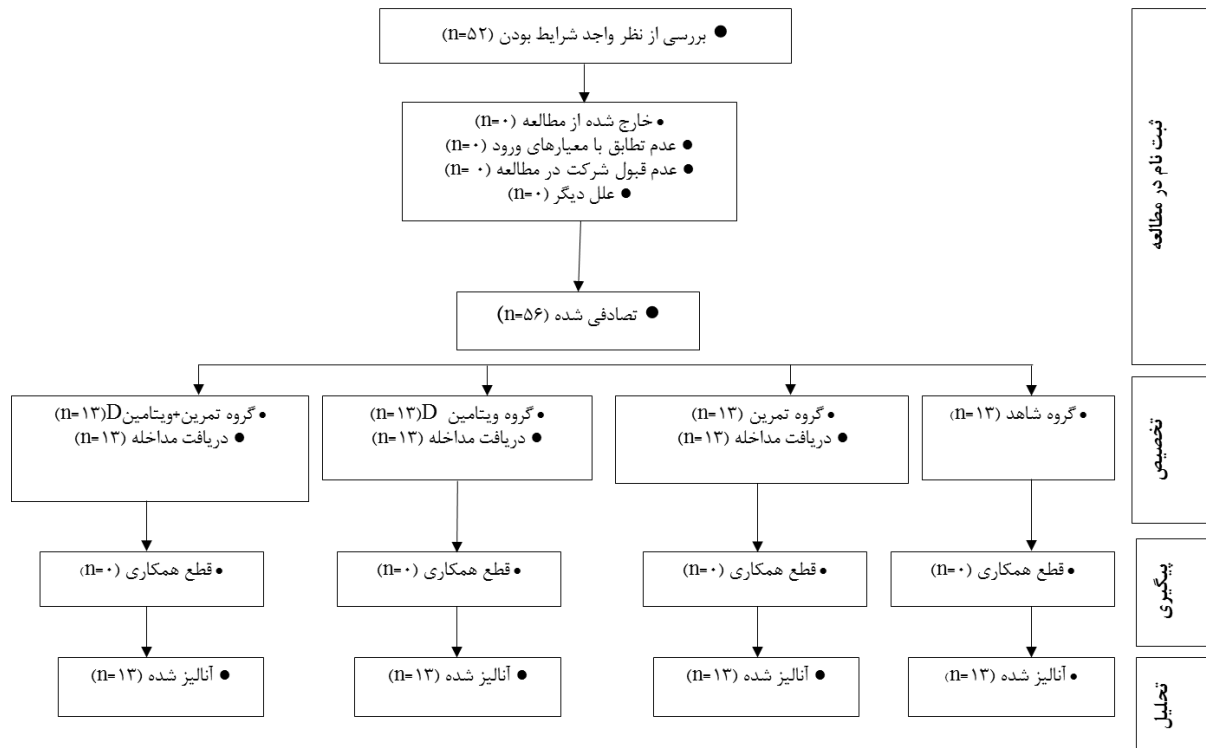 ● بررسی از نظر واجد شرایط بودن (n=۵۲)
• خارج شده از مطالعه (n=۰)
● عدم تطابق با معیارهای ورود (n=۰)
● عدم قبول شرکت در مطالعه (n= ۰)
● علل دیگر (n=۰)
● تصادفی شده (n=۵۶)
ثبت نام در مطالعه
• گروه شاهد (n=۱۳)
• گروه تمرین (n=۱۳)
● دریافت مداخله (n=۱۳)
• گروه ویتامین D(n=۱۳)
● دریافت مداخله (n=۱۳)
• گروه تمرین+ویتامینD(n=۱۳)
● دریافت مداخله (n=۱۳)
تخصیص
• قطع همکاری (n=۰)
• قطع همکاری (n=۰)
• قطع همکاری (n=۰)
• قطع همکاری (n=۰)
پیگیری
• آنالیز شده (n=۱۳)
● آنالیز شده (n=۱۳)
● آنالیز شده (n=۱۳)
● آنالیز شده (n=۱۳)
تحلیل